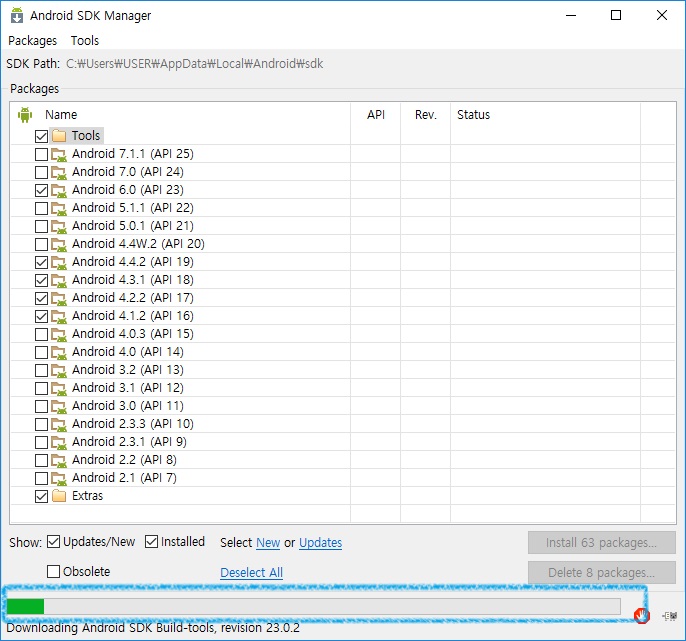 Android SDK Manager
Packages Tools
SDK Path: C:₩Users₩USER₩AppData₩Local₩Android₩sdk
Packages
Name API Rev. Status
Tools
Android 7.1.1 (API 25)
Android 7.0 (API 24)
Android 6.0 (API 23)
Android 5.1.1 (API 22)
Android 5.0.1 (API 21)
Android 4.4W.2 (API 20)
Android 4.4.2 (API 19)
Android 4.3.1 (API 18)
Android 4.2.2 (API 17)
Android 4.1.2 (API 16)
Android 4.0.3 (API 15)
Android 4.0 (API 14)
Android 3.2 (API 13)
Android 3.1 (API 12)
Android 3.0 (API 11)
Android 2.3.3 (API 10)
Android 2.3.1 (API 9)
Android 2.2 (API 8)
Android 2.1 (API 7)
Extras
Show: Updates/New Installed Select New or Updates Install 63 packages...
Obsolete Deselect All Delete 8 packages...
Downloading Android SDK Build-tools, revision 23.0.2